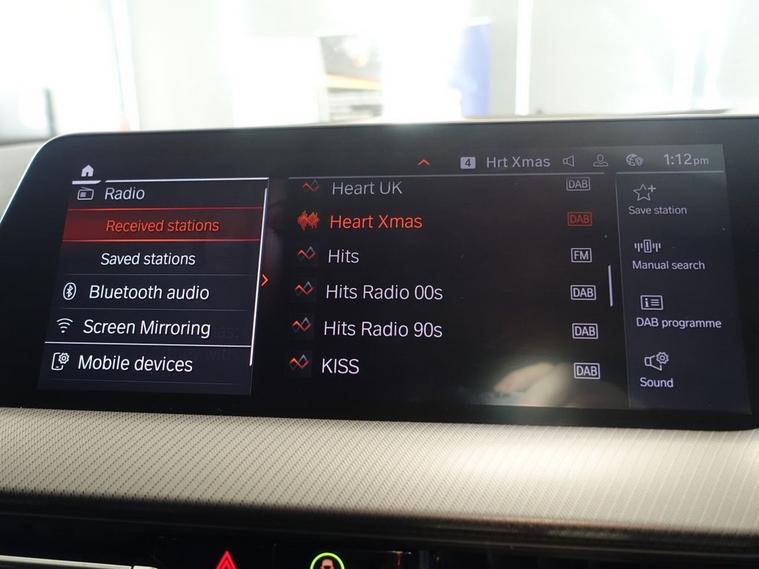 4 Hrt Xmas 1:12pm
Radio
Received stations
Saved stations
Bluetooth audio
Screen Mirroring
Mobile devices
Heart UK DAB
Heart Xmas DAB
Hits FM
Hits Radio 00s DAB
Hits Radio 90s DAB
KISS DAB
Save station
Manual search
DAB programme
Sound